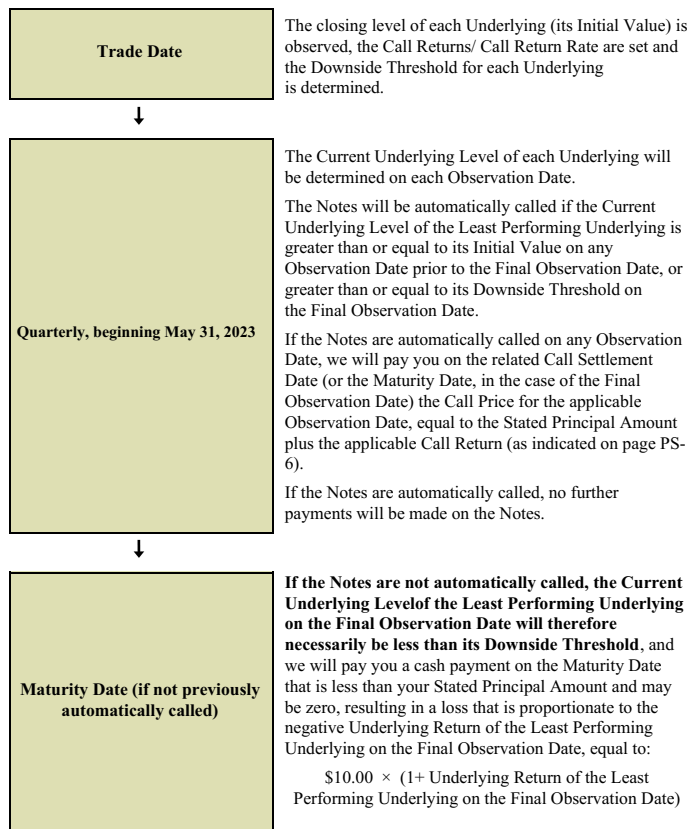 Trade Date
The closing level of each Underlying (its Initial Value) is
observed, the Call Returns/ Call Return Rate are set and
the Downside Threshold for each Underlying
is determined.
Quarterly, beginning May 31, 2023
The Current Underlying Level of each Underlying will
be determined on each Observation Date.
The Notes will be automatically called if the Current
Underlying Level of the Least Performing Underlying is
greater than or equal to its Initial Value on any
Observation Date prior to the Final Observation Date, or
greater than or equal to its Downside Threshold on
the Final Observation Date.
If the Notes are automatically called on any Observation
Date, we will pay you on the related Call Settlement
Date (or the Maturity Date, in the case of the Final
Observation Date) the Call Price for the applicable
Observation Date, equal to the Stated Principal Amount
plus the applicable Call Return (as indicated on page PS-
6).
If the Notes are automatically called, no further
payments will be made on the Notes.
Maturity Date (if not previously
automatically called)
If the Notes are not automatically called, the Current
Underlying Levelof the Least Performing Underlying
on the Final Observation Date will therefore
necessarily be less than its Downside Threshold, and
we will pay you a cash payment on the Maturity Date
that is less than your Stated Principal Amount and may
be zero, resulting in a loss that is proportionate to the
negative Underlying Return of the Least Performing
Underlying on the Final Observation Date, equal to:
$10.00 × (1+ Underlying Return of the Least
Performing Underlying on the Final Observation Date)